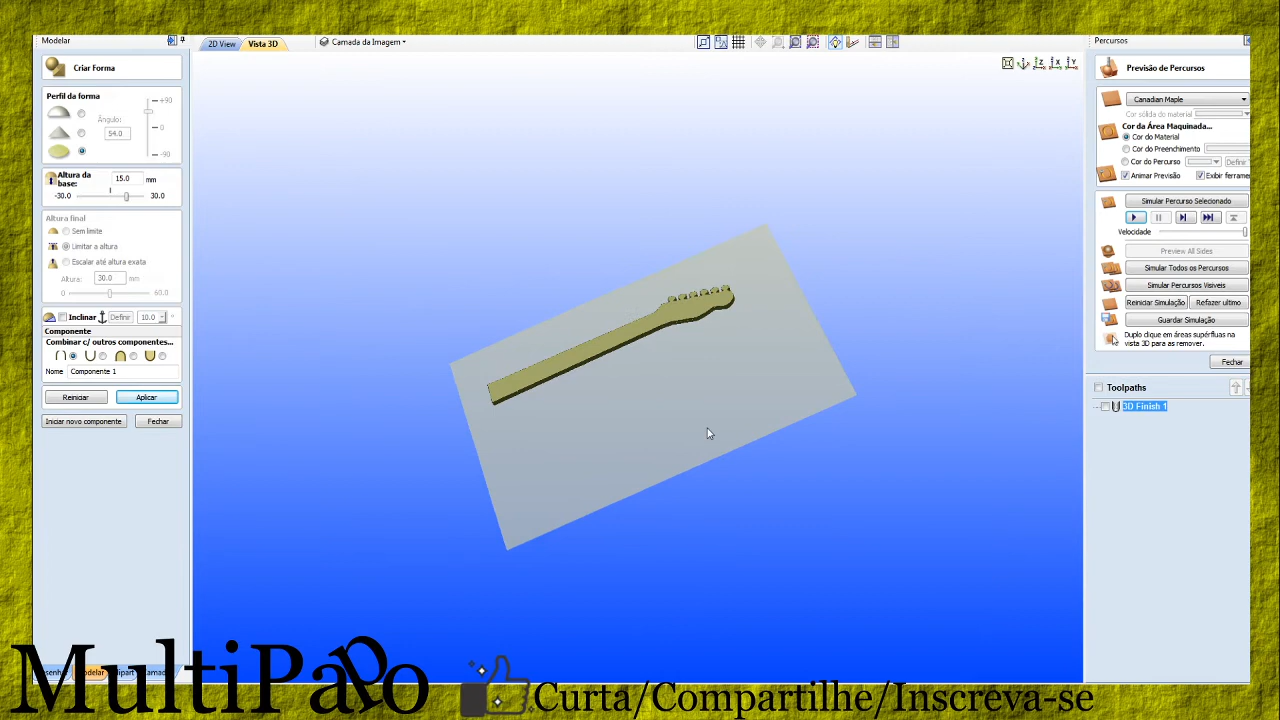 Modelar
Criar Forma
Perfil da forma
+90
Ângulo:
0
54.0
-90
Altura da base:
15.0 mm
-30.0 30.0
Altura final
Sem limite
Limitar a altura
Escalar até altura exata
Altura: 30.0 mm
0 60.0
Inclinar Definir 10.0 °
Componente
Combinar c/ outros componentes...
Nome Componente 1
Reiniciar Aplicar
Iniciar novo componente Fechar
2D View Vista 3D Camada da Imagem
Percursos
Previsão de Percursos
Canadian Maple
Cor sólida do material
Cor da Área Maquinada...
Cor do Material
Cor do Preenchimento
Cor do Percurso Definir
Animar Previsão Exibir ferrame
Simular Percurso Selecionado
Velocidade
Preview All Sides
Simular Todos os Percursos
Simular Percursos Visíveis
Reiniciar Simulação Refazer ultimo
Guardar Simulação
Duplo clique em áreas supérfluas na
vista 3D para as remover.
Fechar
Toolpaths
3D Finish 1
Curta/Compartilhe/Inscreva-se